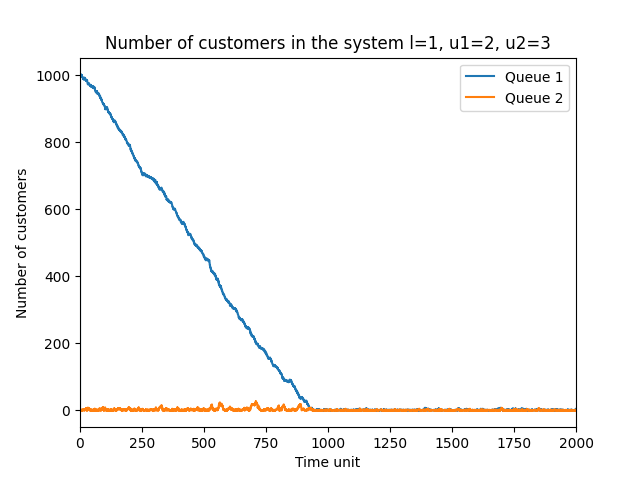 Number of customers in the system l=1, u1=2, u2=3
Queue 1
Queue 2
Number of customers
1000
800
600
400
200
0
0 250 500 750 1000 1250 1500 1750 2000
Time unit